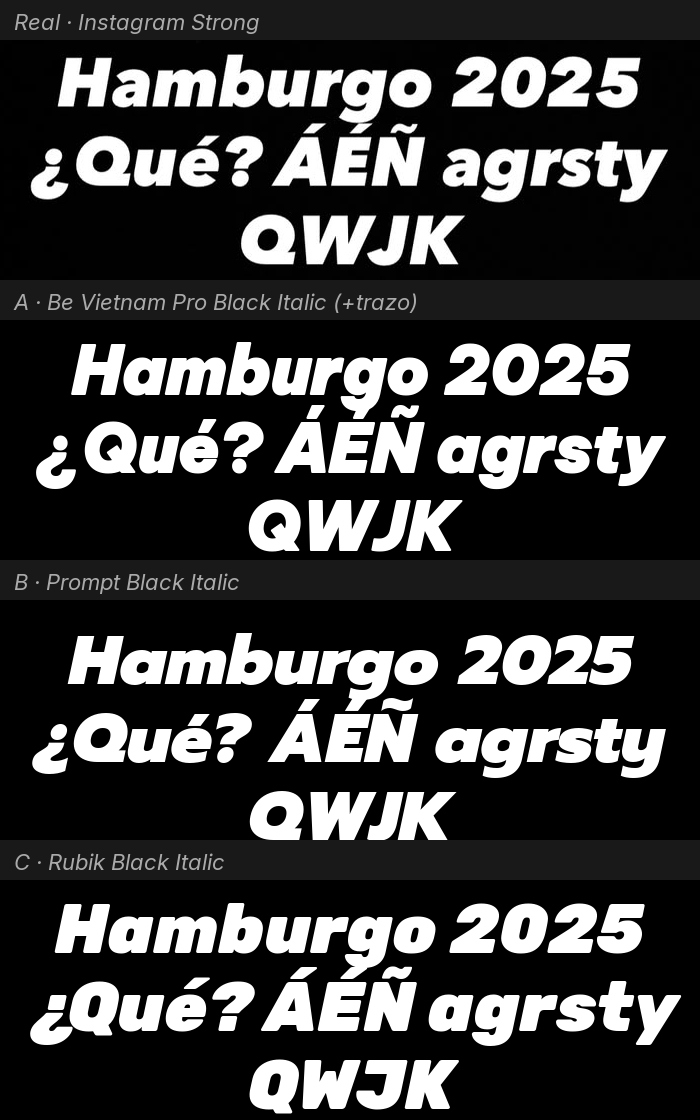 Real · Instagram Strong
Hamburgo 2025
¿Qué? ÁÉÑ agrsty
QWJK
A · Be Vietnam Pro Black Italic (+trazo)
Hamburgo 2025
¿Qué? ÁÉÑ agrsty
QWJK
B · Prompt Black Italic
Hamburgo 2025
¿Qué? ÁÉÑ agrsty
QWJK
C · Rubik Black Italic
Hamburgo 2025
¿Qué? ÁÉÑ agrsty
QWJK